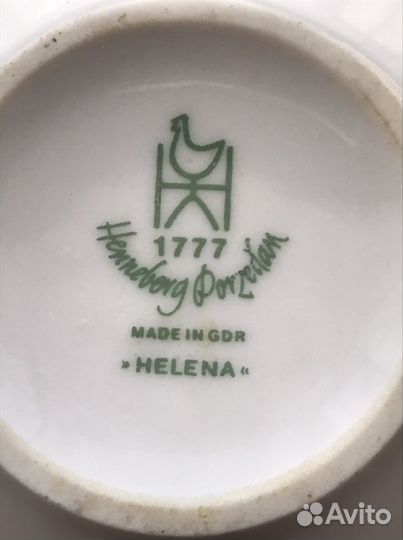 1777
Henneberg Porzellan
MADE IN GDR
» HELENA «
Avito